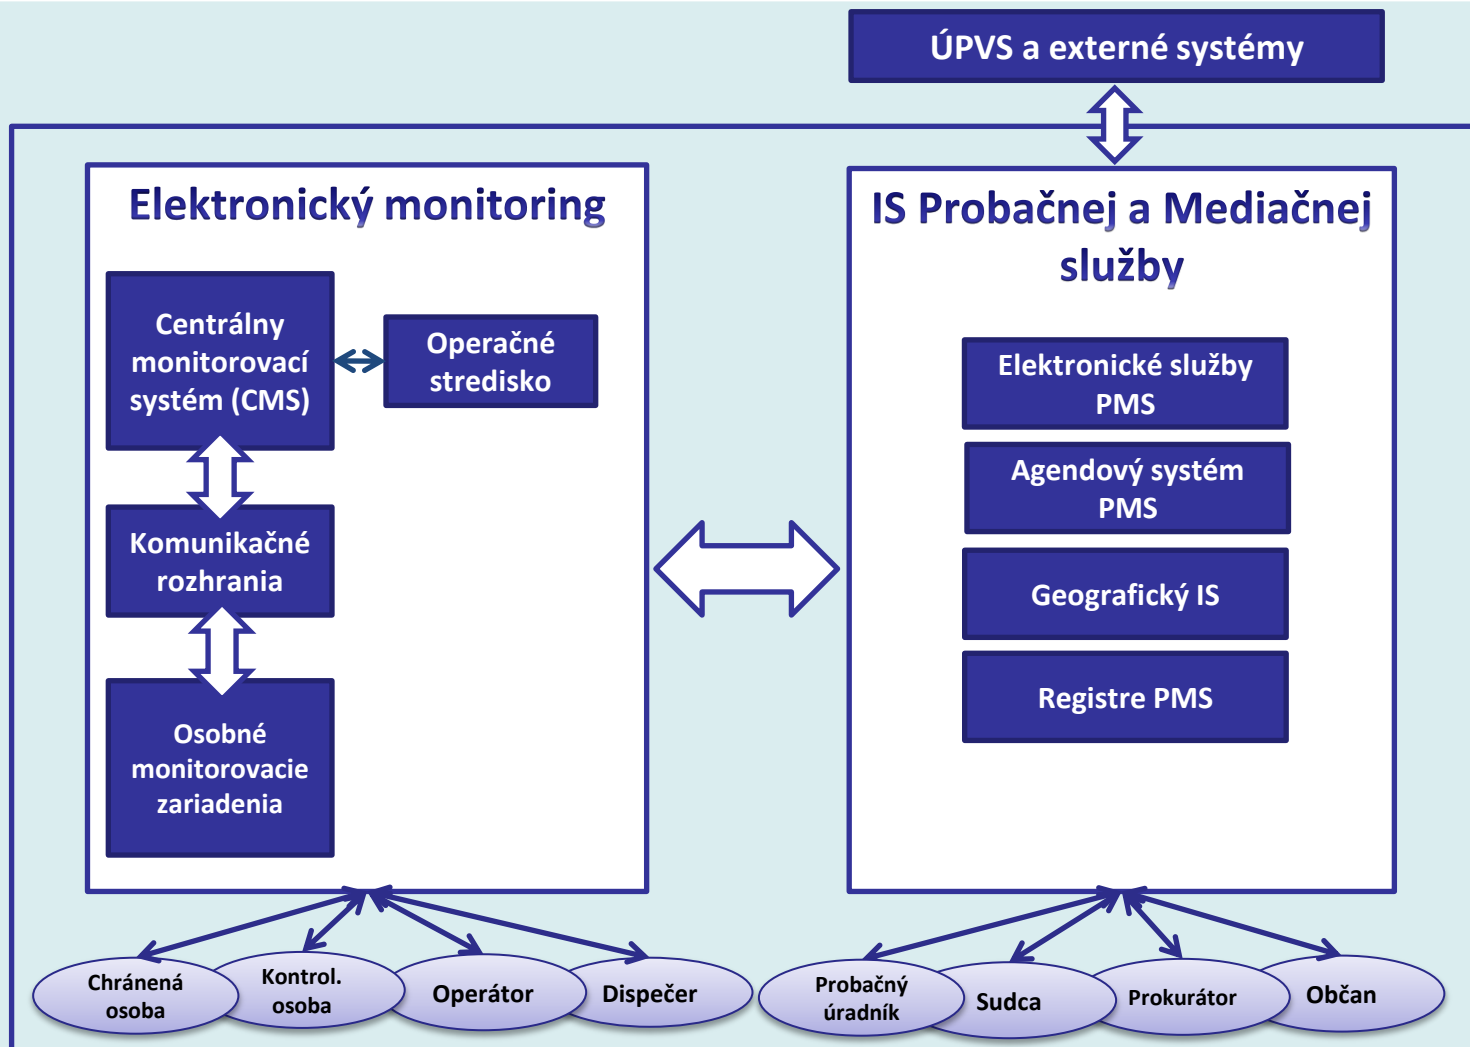 ÚPVS a externé systémy
Elektronický monitoring
Centrálny
monitorovací
systém (CMS)
Operačné
stredisko
Komunikačné
rozhrania
Osobné
monitorovacie
zariadenia
IS Probačnej a Mediačnej
služby
Elektronické služby
PMS
Agendový systém
PMS
Geografický IS
Registre PMS
Chránená
osoba
Kontrol.
osoba
Operátor
Dispečer
Probačný
úradník
Sudca
Prokurátor
Občan